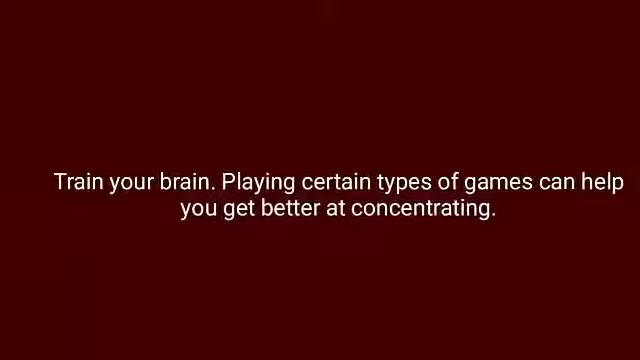 Train your brain. Playing certain types of games can help
you get better at concentrating.